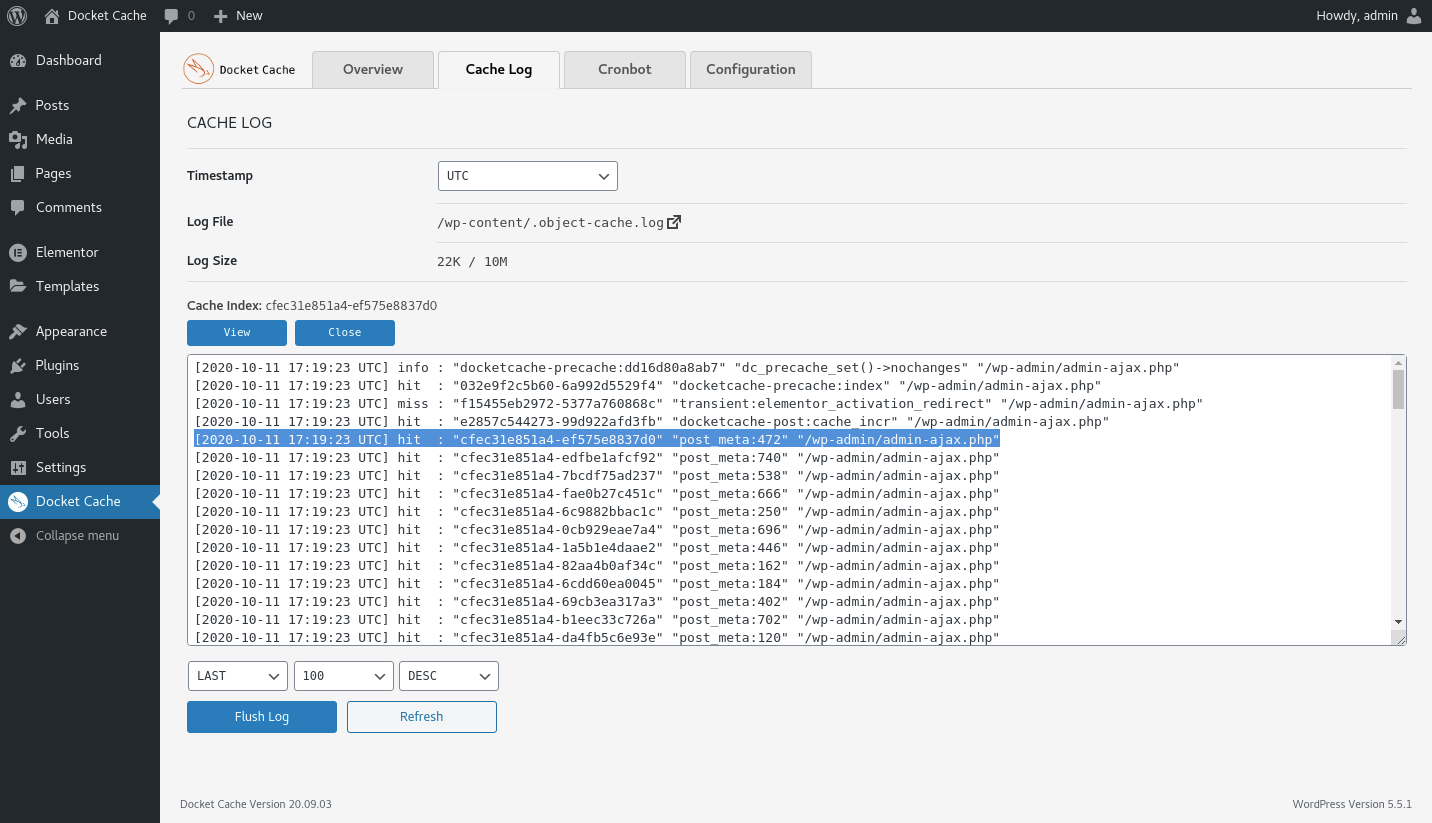 Docket Cache 0 New Howdy, admin
Dashboard
Posts
Media
Pages
Comments
Elementor
Templates
Appearance
Plugins
Users
Tools
Settings
Docket Cache
Collapse menu
Docket Cache Overview Cache Log Cronbot Configuration
CACHE LOG
Timestamp UTC
Log File /wp-content/.object-cache.log
Log Size 22K / 10M
Cache Index: cfec31e851a4-ef575e8837d0
View Close
[2020-10-11 17:19:23 UTC] info : "docketcache-precache:dd16d80a8ab7" "dc_precache_set()->nochanges" "/wp-admin/admin-ajax.php"
[2020-10-11 17:19:23 UTC] hit  : "032e9f2c5b60-6a992d5529f4" "docketcache-precache:index" "/wp-admin/admin-ajax.php"
[2020-10-11 17:19:23 UTC] miss : "f15455eb2972-5377a760868c" "transient:elementor_activation_redirect" "/wp-admin/admin-ajax.php"
[2020-10-11 17:19:23 UTC] hit  : "e2857c544273-99d922afd3fb" "docketcache-post:cache_incr" "/wp-admin/admin-ajax.php"
[2020-10-11 17:19:23 UTC] hit  : "cfec31e851a4-ef575e8837d0" "post_meta:472" "/wp-admin/admin-ajax.php"
[2020-10-11 17:19:23 UTC] hit  : "cfec31e851a4-edfbe1afcf92" "post_meta:740" "/wp-admin/admin-ajax.php"
[2020-10-11 17:19:23 UTC] hit  : "cfec31e851a4-7bcdf75ad237" "post_meta:538" "/wp-admin/admin-ajax.php"
[2020-10-11 17:19:23 UTC] hit  : "cfec31e851a4-fae0b27c451c" "post_meta:666" "/wp-admin/admin-ajax.php"
[2020-10-11 17:19:23 UTC] hit  : "cfec31e851a4-6c9882bbac1c" "post_meta:250" "/wp-admin/admin-ajax.php"
[2020-10-11 17:19:23 UTC] hit  : "cfec31e851a4-0cb929eae7a4" "post_meta:696" "/wp-admin/admin-ajax.php"
[2020-10-11 17:19:23 UTC] hit  : "cfec31e851a4-1a5b1e4daae2" "post_meta:446" "/wp-admin/admin-ajax.php"
[2020-10-11 17:19:23 UTC] hit  : "cfec31e851a4-82aa4b0af34c" "post_meta:162" "/wp-admin/admin-ajax.php"
[2020-10-11 17:19:23 UTC] hit  : "cfec31e851a4-6cdd60ea0045" "post_meta:184" "/wp-admin/admin-ajax.php"
[2020-10-11 17:19:23 UTC] hit  : "cfec31e851a4-69cb3ea317a3" "post_meta:402" "/wp-admin/admin-ajax.php"
[2020-10-11 17:19:23 UTC] hit  : "cfec31e851a4-b1eec33c726a" "post_meta:702" "/wp-admin/admin-ajax.php"
[2020-10-11 17:19:23 UTC] hit  : "cfec31e851a4-da4fb5c6e93e" "post_meta:120" "/wp-admin/admin-ajax.php"
LAST 100 DESC
Flush Log Refresh
Docket Cache Version 20.09.03 WordPress Version 5.5.1